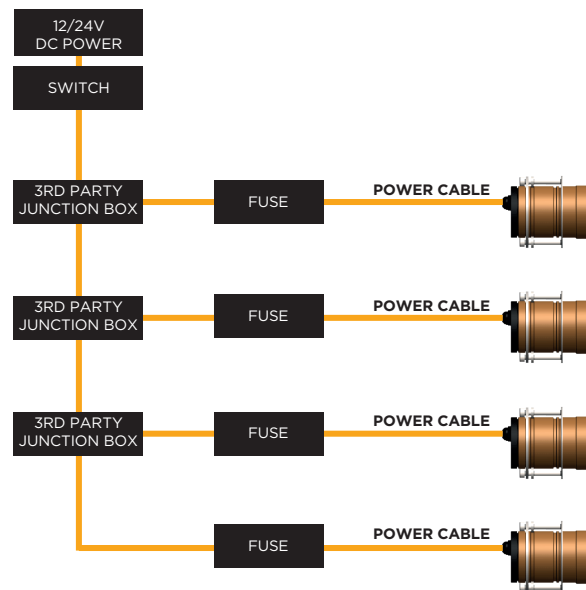 12/24V
DC POWER
SWITCH
3RD PARTY
JUNCTION BOX
FUSE
POWER CABLE
3RD PARTY
JUNCTION BOX
FUSE
POWER CABLE
3RD PARTY
JUNCTION BOX
FUSE
POWER CABLE
FUSE
POWER CABLE